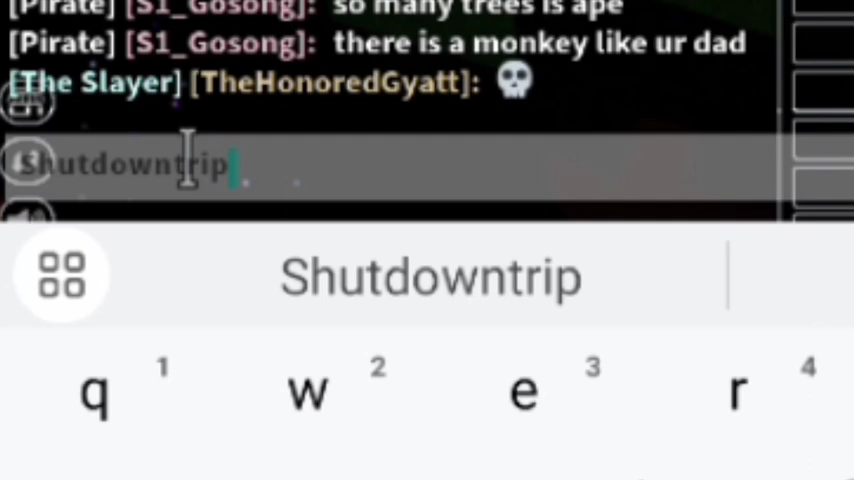 [Pirate] [S1_Gosong]: so many trees is ape
[Pirate] [S1_Gosong]: there is a monkey like ur dad
[The Slayer] [TheHonoredGyatt]: 💀
Shutdowntrip
Shutdowntrip
q 1 w 2 e 3 r 4